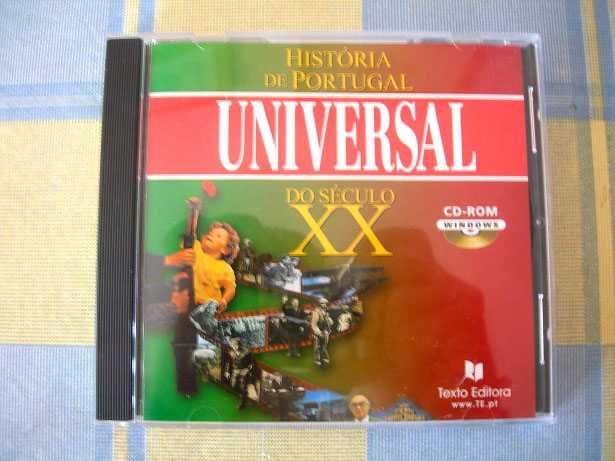 HISTÓRIA
DE PORTUGAL
UNIVERSAL
DO SÉCULO
XX
CD-ROM
WINDOWS
Texto Editora
www.TE.pt